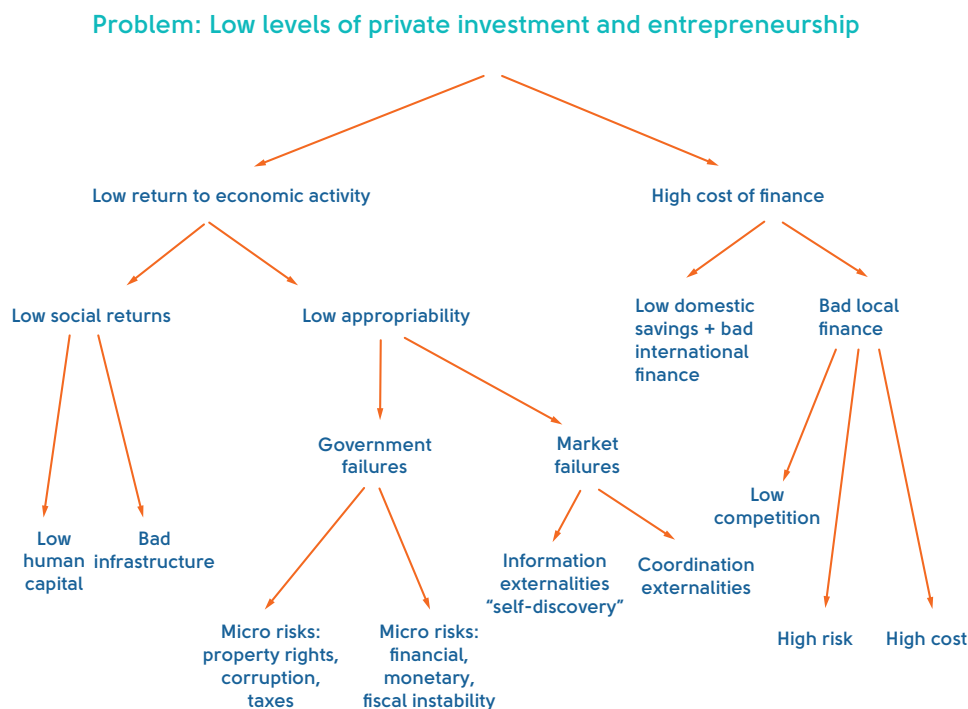 Problem: Low levels of private investment and entrepreneurship
Low return to economic activity
High cost of finance
Low social returns
Low appropriability
Low domestic
savings + bad
international
finance
Bad local
finance
Government
failures
Market
failures
Low
competition
Low
human
capital
Bad
infrastructure
Information
externalities
“self-discovery”
Coordination
externalities
Micro risks:
property rights,
corruption,
taxes
Micro risks:
financial,
monetary,
fiscal instability
High risk
High cost